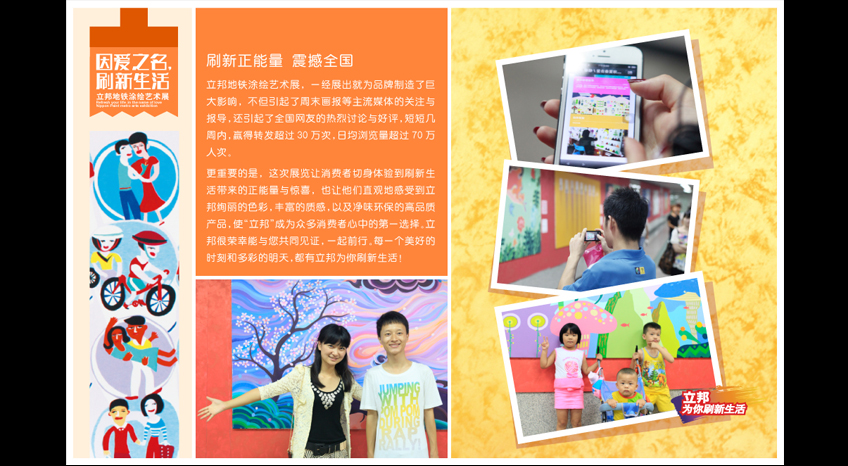 因爱之名,
刷新生活
立邦地铁涂绘艺术展
刷新正能量 震撼全国
立邦地铁涂绘艺术展，一经展出就为品牌制造了巨
大影响，不但引起了周末画报等主流媒体的关注与
报导，还引起了全国网友的热烈讨论与好评，短短几
周内，赢得转发超过 30 万次，日均浏览量超过 70 万
人次。
更重要的是，这次展览让消费者切身体验到刷新生
活带来的正能量与惊喜，也让他们直观地感受到立
邦绚丽的色彩，丰富的质感，以及净味环保的高品质
产品，使“立邦”成为众多消费者心中的第一选择，立
邦很荣幸能与您共同见证，一起前行，每一个美好的
时刻和多彩的明天，都有立邦为你刷新生活！
JUMPING
立邦
为你刷新生活